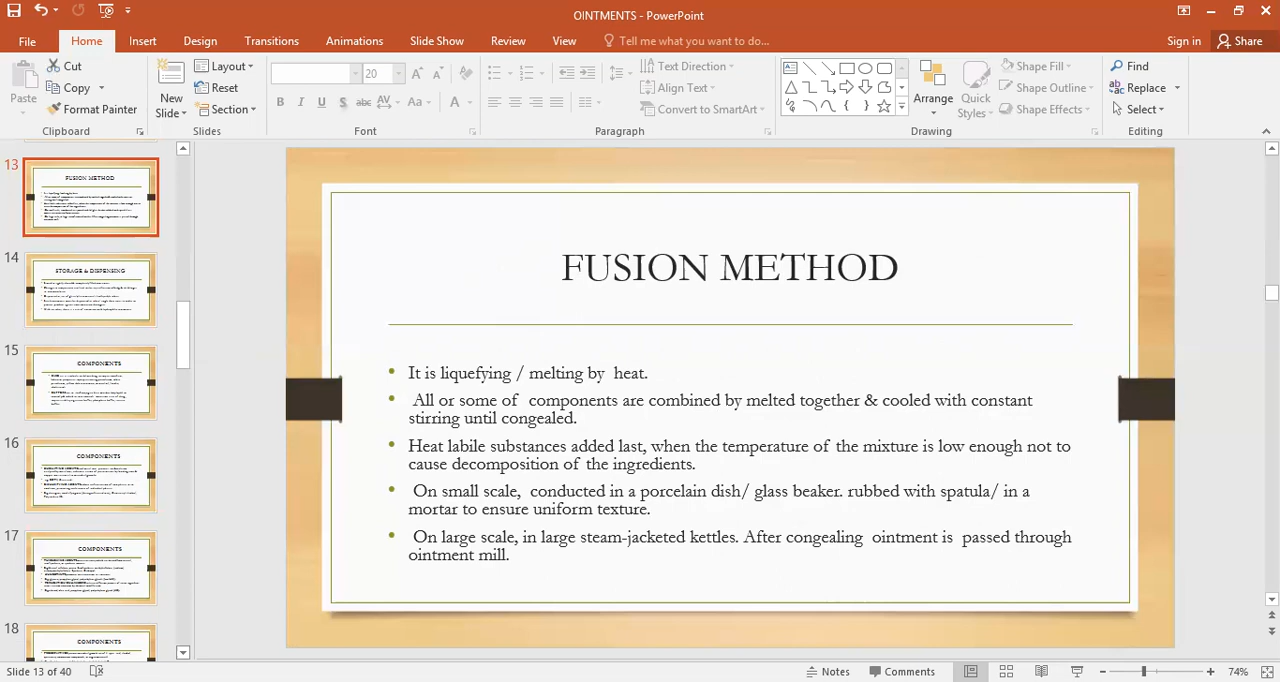 OINTMENTS - PowerPoint
File Home Insert Design Transitions Animations Slide Show Review View Tell me what you want to do... Sign in Share
Cut Layout 20 Text Direction Shape Fill Find
Paste Copy New Slide Reset Align Text Arrange Quick Styles Shape Outline Replace
Format Painter Section Convert to SmartArt Shape Effects Select
Clipboard Slides Font Paragraph Drawing Editing
13
FUSION METHOD
14
STORAGE & DISPENSING
15
COMPONENTS
16
COMPONENTS
17
COMPONENTS
18
COMPONENTS
FUSION METHOD
• It is liquefying / melting by heat.
• All or some of components are combined by melted together & cooled with constant
stirring until congealed.
• Heat labile substances added last, when the temperature of the mixture is low enough not to
cause decomposition of the ingredients.
• On small scale, conducted in a porcelain dish/ glass beaker. rubbed with spatula/ in a
mortar to ensure uniform texture.
• On large scale, in large steam-jacketed kettles. After congealing ointment is passed through
ointment mill.
Slide 13 of 40 Notes Comments 74%